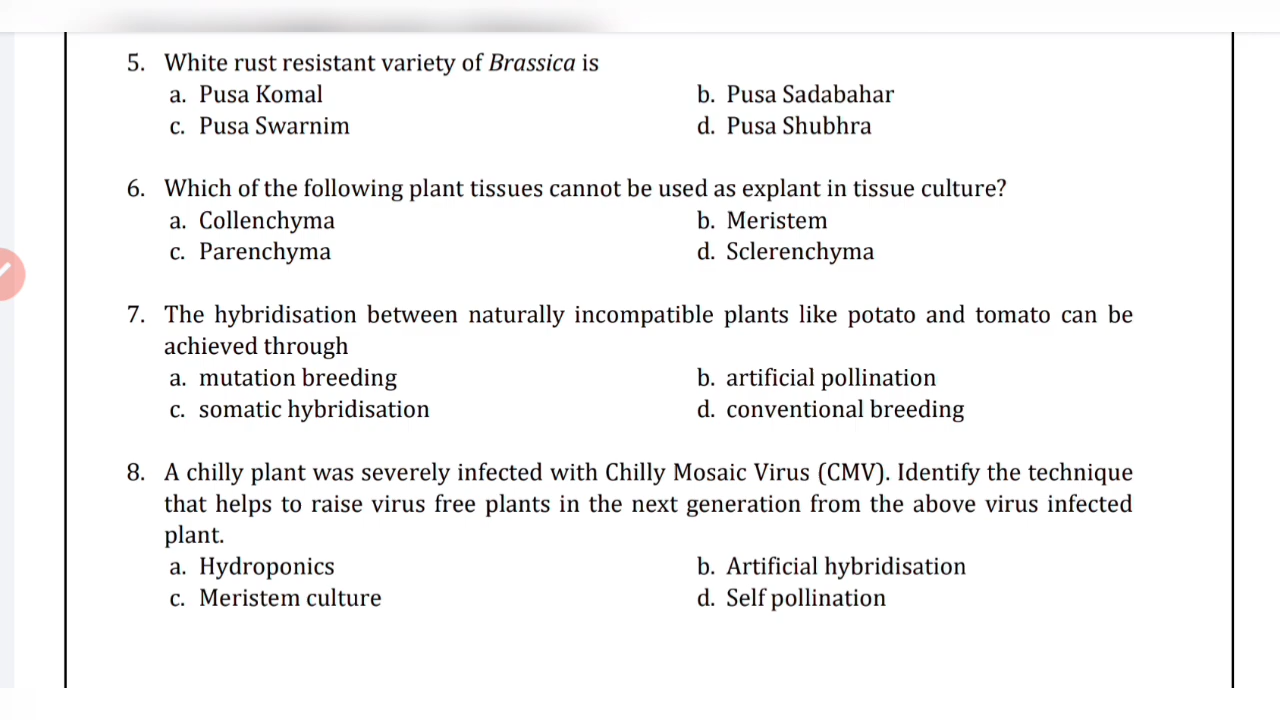 5. White rust resistant variety of Brassica is
a. Pusa Komal b. Pusa Sadabahar
c. Pusa Swarnim d. Pusa Shubhra
6. Which of the following plant tissues cannot be used as explant in tissue culture?
a. Collenchyma b. Meristem
c. Parenchyma d. Sclerenchyma
7. The hybridisation between naturally incompatible plants like potato and tomato can be
achieved through
a. mutation breeding b. artificial pollination
c. somatic hybridisation d. conventional breeding
8. A chilly plant was severely infected with Chilly Mosaic Virus (CMV). Identify the technique
that helps to raise virus free plants in the next generation from the above virus infected
plant.
a. Hydroponics b. Artificial hybridisation
c. Meristem culture d. Self pollination